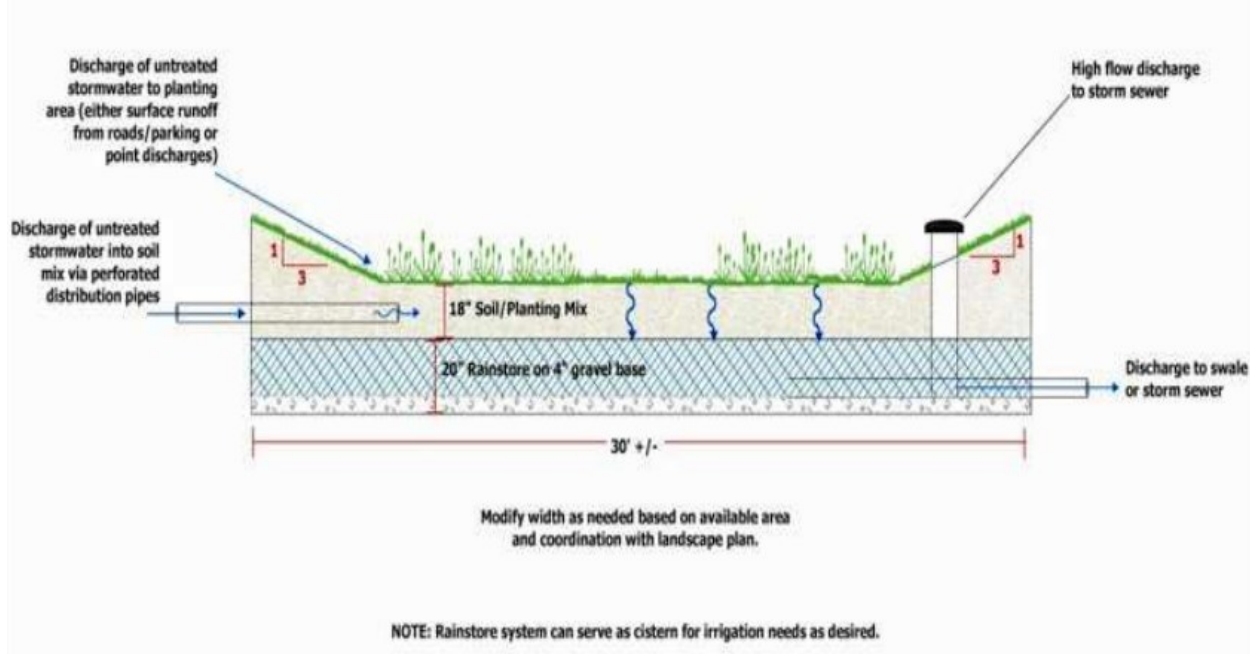 Discharge of untreated
stormwater to planting
area (either surface runoff
from roads/parking or
point discharges)
High flow discharge
to storm sewer
Discharge of untreated
stormwater into soil
mix via perforated
distribution pipes
1
3
1
3
18" Soil/Planting Mix
20" Rainstore on 4" gravel base
Discharge to swale
or storm sewer
30' +/-
Modify width as needed based on available area
and coordination with landscape plan.
NOTE: Rainstore system can serve as cistern for irrigation needs as desired.